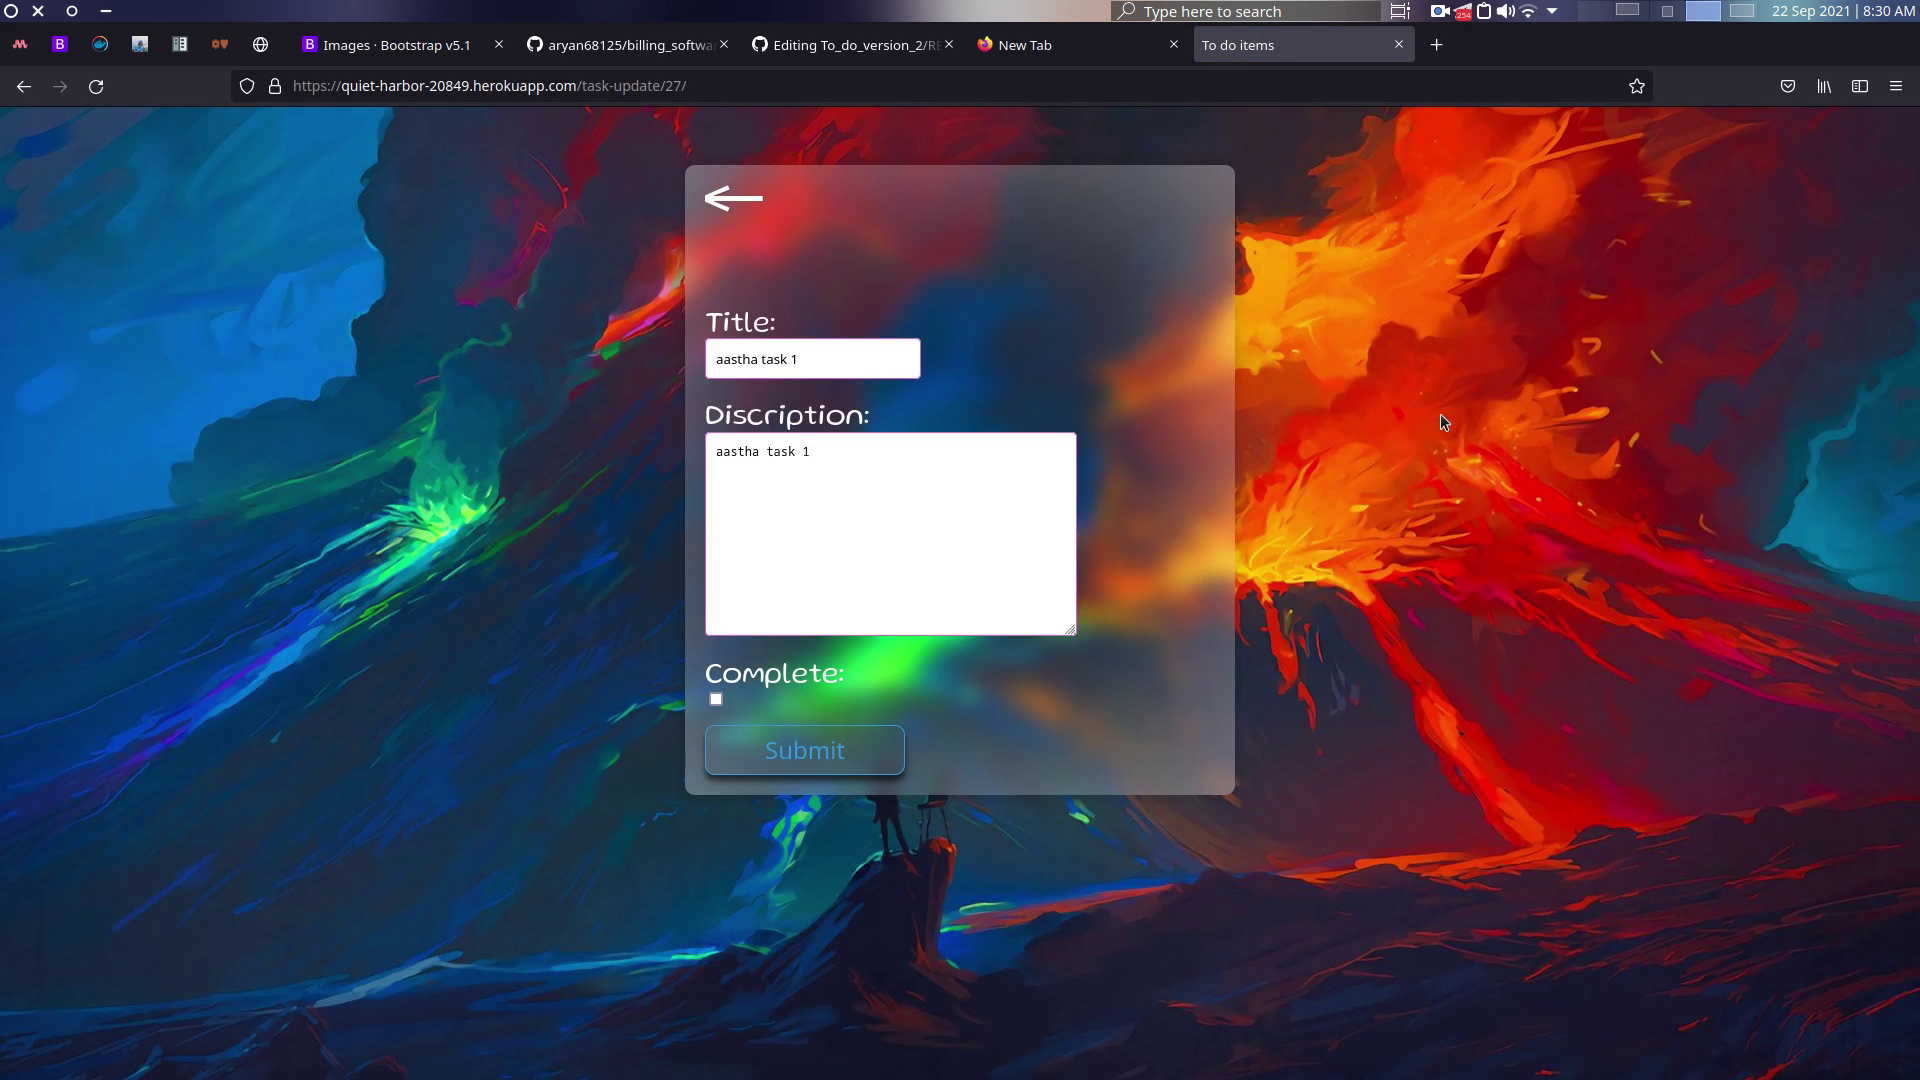 Type here to search
254
22 Sep 2021 | 8:30 AM
B
B
Images · Bootstrap v5.1
aryan68125/billing_softwa
Editing To_do_version_2/RE
New Tab
To do items
https://quiet-harbor-20849.herokuapp.com/task-update/27/
Title:
aastha task 1
Discription:
aastha task 1
Complete:
Submit